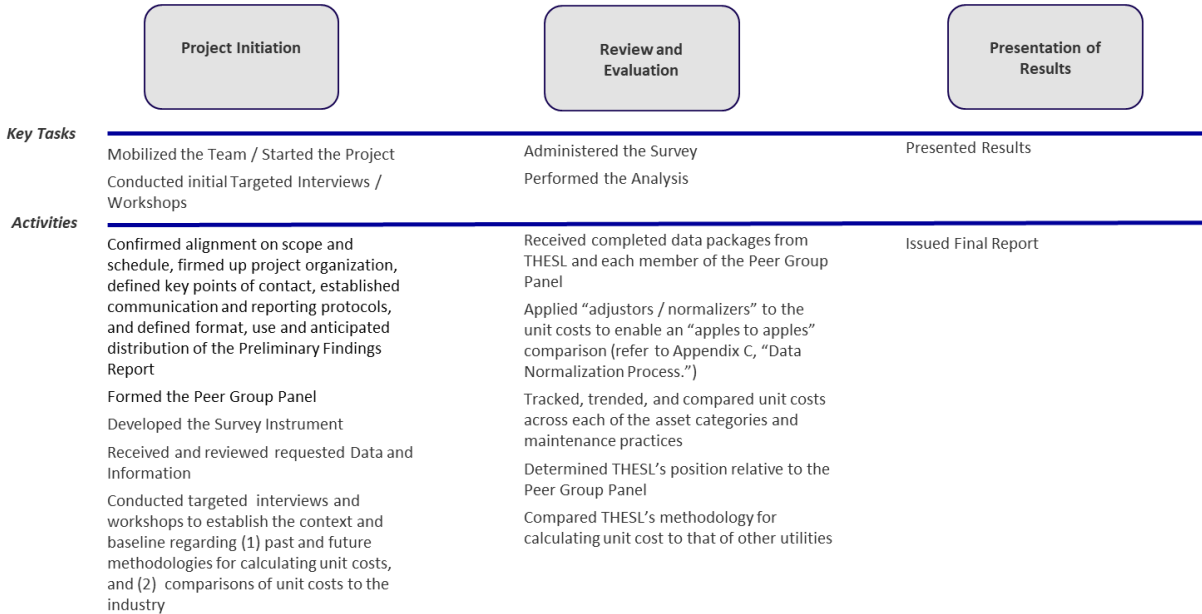 Project Initiation
Review and
Evaluation
Presentation of
Results
Key Tasks
Mobilized the Team / Started the Project
Conducted initial Targeted Interviews /
Workshops
Administered the Survey
Performed the Analysis
Presented Results
Activities
Confirmed alignment on scope and
schedule, firmed up project organization,
defined key points of contact, established
communication and reporting protocols,
and defined format, use and anticipated
distribution of the Preliminary Findings
Report
Formed the Peer Group Panel
Developed the Survey Instrument
Received and reviewed requested Data and
Information
Conducted targeted interviews and
workshops to establish the context and
baseline regarding (1) past and future
methodologies for calculating unit costs,
and (2) comparisons of unit costs to the
industry
Received completed data packages from
THESL and each member of the Peer Group
Panel
Applied “adjustors / normalizers” to the
unit costs to enable an “apples to apples”
comparison (refer to Appendix C, “Data
Normalization Process.”)
Tracked, trended, and compared unit costs
across each of the asset categories and
maintenance practices
Determined THESL’s position relative to the
Peer Group Panel
Compared THESL’s methodology for
calculating unit cost to that of other utilities
Issued Final Report